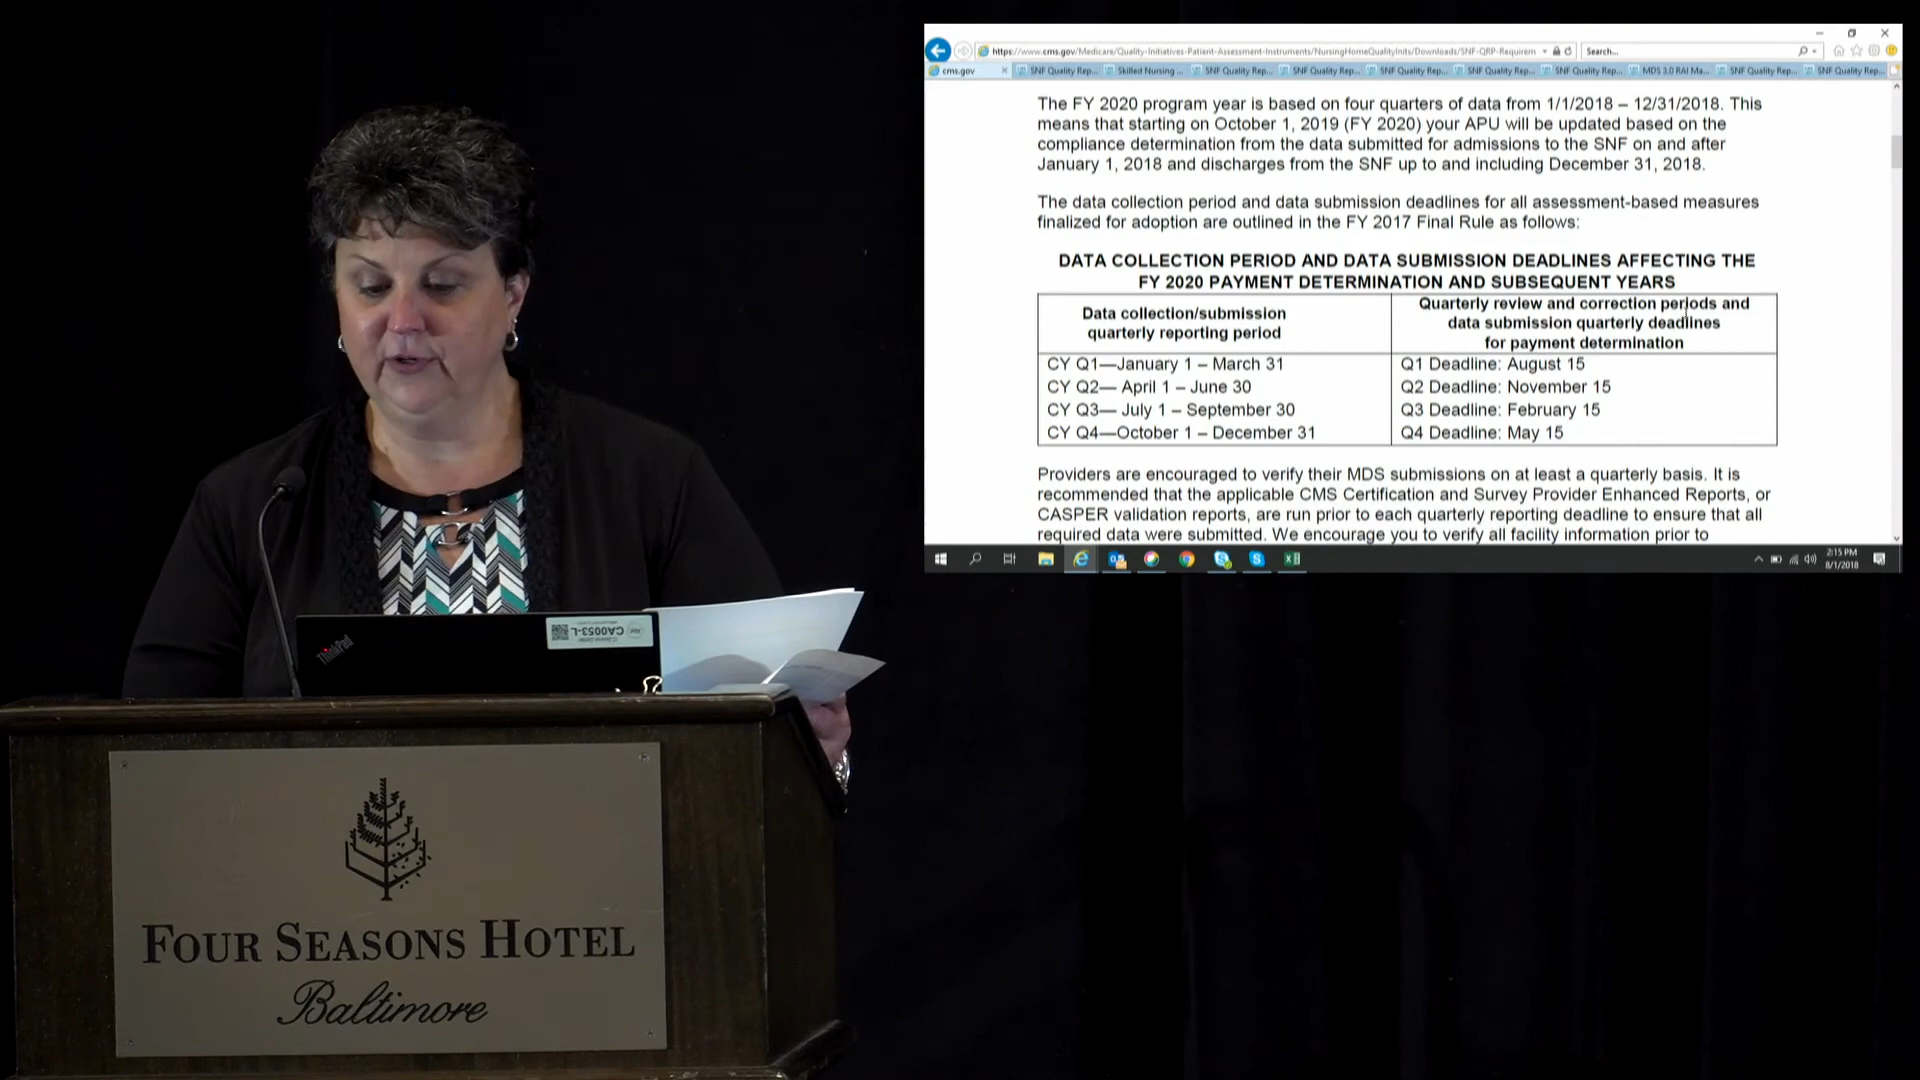 https://www.cms.gov/Medicare/Quality-Initiatives-Patient-Assessment-Instruments/NursingHomeQualityInits/Downloads/SNF-QRP-Requirem
Search...
cms.gov
SNF Quality Rep...
Skilled Nursing ...
SNF Quality Rep...
SNF Quality Rep...
SNF Quality Rep...
SNF Quality Rep...
SNF Quality Rep...
MDS 3.0 RAI Ma...
SNF Quality Rep...
SNF Quality Rep...
The FY 2020 program year is based on four quarters of data from 1/1/2018 – 12/31/2018. This
means that starting on October 1, 2019 (FY 2020) your APU will be updated based on the
compliance determination from the data submitted for admissions to the SNF on and after
January 1, 2018 and discharges from the SNF up to and including December 31, 2018.
The data collection period and data submission deadlines for all assessment-based measures
finalized for adoption are outlined in the FY 2017 Final Rule as follows:
DATA COLLECTION PERIOD AND DATA SUBMISSION DEADLINES AFFECTING THE
FY 2020 PAYMENT DETERMINATION AND SUBSEQUENT YEARS
Data collection/submission
quarterly reporting period
Quarterly review and correction periods and
data submission quarterly deadlines
for payment determination
CY Q1—January 1 – March 31
Q1 Deadline: August 15
CY Q2— April 1 – June 30
Q2 Deadline: November 15
CY Q3— July 1 – September 30
Q3 Deadline: February 15
CY Q4—October 1 – December 31
Q4 Deadline: May 15
Providers are encouraged to verify their MDS submissions on at least a quarterly basis. It is
recommended that the applicable CMS Certification and Survey Provider Enhanced Reports, or
CASPER validation reports, are run prior to each quarterly reporting deadline to ensure that all
required data were submitted. We encourage you to verify all facility information prior to
2:15 PM
8/1/2018
CA0053-L
ThinkPad
FOUR SEASONS HOTEL
Baltimore